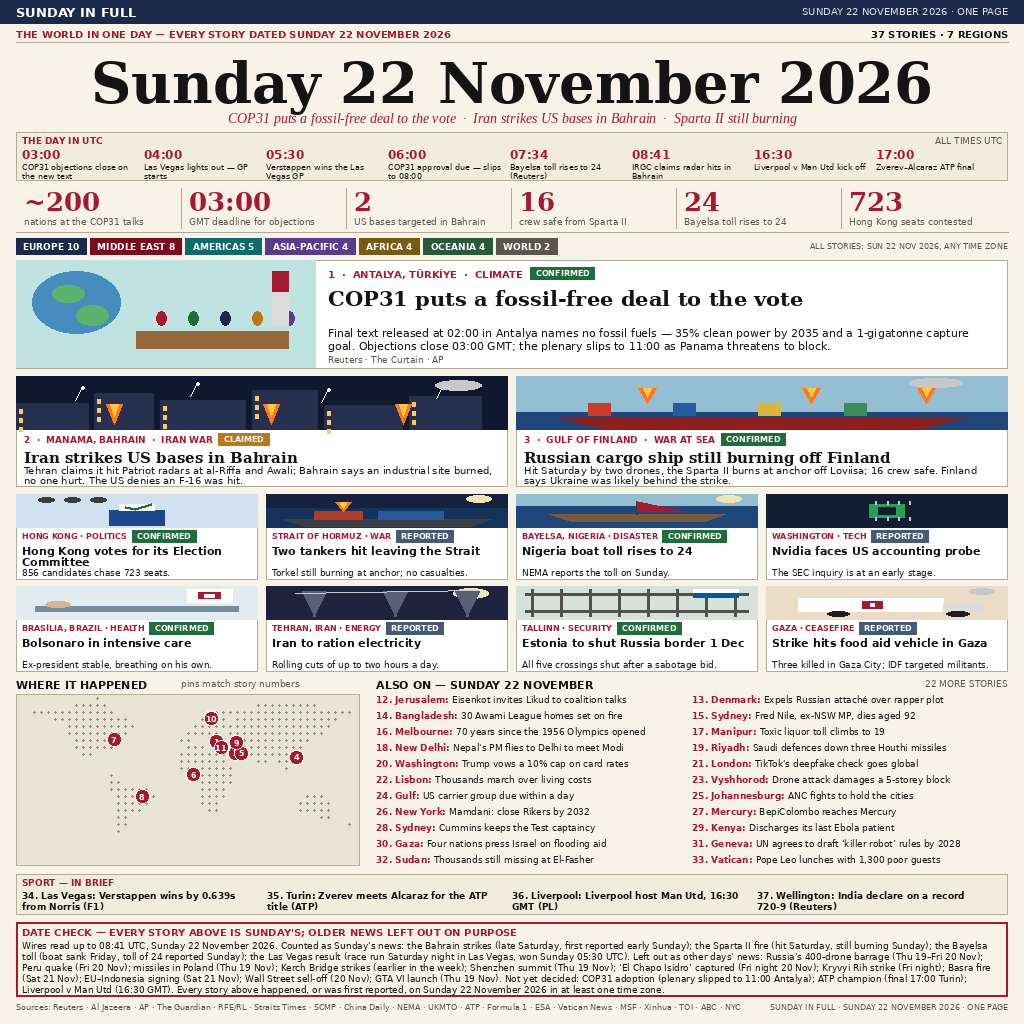 SUNDAY IN FULL
SUNDAY 22 NOVEMBER 2026 · ONE PAGE
THE WORLD IN ONE DAY — EVERY STORY DATED SUNDAY 22 NOVEMBER 2026
37 STORIES · 7 REGIONS
Sunday 22 November 2026
COP31 puts a fossil-free deal to the vote · Iran strikes US bases in Bahrain · Sparta II still burning
THE DAY IN UTC
ALL TIMES UTC
03:00
COP31 objections close on
the new text
04:00
Las Vegas lights out — GP
starts
05:30
Verstappen wins the Las
Vegas GP
06:00
COP31 approval due — slips
to 08:00
07:34
Bayelsa toll rises to 24
(Reuters)
08:41
IRGC claims radar hits in
Bahrain
16:30
Liverpool v Man Utd kick off
17:00
Zverev–Alcaraz ATP final
~200
nations at the COP31 talks
03:00
GMT deadline for objections
2
US bases targeted in Bahrain
16
crew safe from Sparta II
24
Bayelsa toll rises to 24
723
Hong Kong seats contested
EUROPE 10
MIDDLE EAST 8
AMERICAS 5
ASIA-PACIFIC 4
AFRICA 4
OCEANIA 4
WORLD 2
ALL STORIES: SUN 22 NOV 2026, ANY TIME ZONE
1 · ANTALYA, TÜRKİYE · CLIMATE CONFIRMED
COP31 puts a fossil-free deal to the vote
Final text released at 02:00 in Antalya names no fossil fuels — 35% clean power by 2035 and a 1-gigatonne capture
goal. Objections close 03:00 GMT; the plenary slips to 11:00 as Panama threatens to block.
Reuters · The Curtain · AP
2 · MANAMA, BAHRAIN · IRAN WAR CLAIMED
Iran strikes US bases in Bahrain
Tehran claims it hit Patriot radars at al-Riffa and Awali; Bahrain says an industrial site burned,
no one hurt. The US denies an F-16 was hit.
3 · GULF OF FINLAND · WAR AT SEA CONFIRMED
Russian cargo ship still burning off Finland
Hit Saturday by two drones, the Sparta II burns at anchor off Loviisa; 16 crew safe. Finland
says Ukraine was likely behind the strike.
HONG KONG · POLITICS CONFIRMED
Hong Kong votes for its Election
Committee
856 candidates chase 723 seats.
STRAIT OF HORMUZ · WAR REPORTED
Two tankers hit leaving the Strait
Torkel still burning at anchor; no casualties.
BAYELSA, NIGERIA · DISASTER CONFIRMED
Nigeria boat toll rises to 24
NEMA reports the toll on Sunday.
WASHINGTON · TECH REPORTED
Nvidia faces US accounting probe
The SEC inquiry is at an early stage.
BRASÍLIA, BRAZIL · HEALTH CONFIRMED
Bolsonaro in intensive care
Ex-president stable, breathing on his own.
TEHRAN, IRAN · ENERGY REPORTED
Iran to ration electricity
Rolling cuts of up to two hours a day.
TALLINN · SECURITY CONFIRMED
Estonia to shut Russia border 1 Dec
All five crossings shut after a sabotage bid.
GAZA · CEASEFIRE REPORTED
Strike hits food aid vehicle in Gaza
Three killed in Gaza City; IDF targeted militants.
WHERE IT HAPPENED
pins match story numbers
10
7
9
11
5
4
6
8
ALSO ON — SUNDAY 22 NOVEMBER
22 MORE STORIES
12. Jerusalem: Eisenkot invites Likud to coalition talks
13. Denmark: Expels Russian attaché over rapper plot
14. Bangladesh: 30 Awami League homes set on fire
15. Sydney: Fred Nile, ex-NSW MP, dies aged 92
16. Melbourne: 70 years since the 1956 Olympics opened
17. Manipur: Toxic liquor toll climbs to 19
18. New Delhi: Nepal's PM flies to Delhi to meet Modi
19. Riyadh: Saudi defences down three Houthi missiles
20. Washington: Trump vows a 10% cap on card rates
21. London: TikTok's deepfake check goes global
22. Lisbon: Thousands march over living costs
23. Vyshhorod: Drone attack damages a 5-storey block
24. Gulf: US carrier group due within a day
25. Johannesburg: ANC fights to hold the cities
26. New York: Mamdani: close Rikers by 2032
27. Mercury: BepiColombo reaches Mercury
28. Sydney: Cummins keeps the Test captaincy
29. Kenya: Discharges its last Ebola patient
30. Gaza: Four nations press Israel on flooding aid
31. Geneva: UN agrees to draft 'killer robot' rules by 2028
32. Sudan: Thousands still missing at El-Fasher
33. Vatican: Pope Leo lunches with 1,300 poor guests
SPORT — IN BRIEF
34. Las Vegas: Verstappen wins by 0.639s
from Norris (F1)
35. Turin: Zverev meets Alcaraz for the ATP
title (ATP)
36. Liverpool: Liverpool host Man Utd, 16:30
GMT (PL)
37. Wellington: India declare on a record
720-9 (Reuters)
DATE CHECK — EVERY STORY ABOVE IS SUNDAY'S; OLDER NEWS LEFT OUT ON PURPOSE
Wires read up to 08:41 UTC, Sunday 22 November 2026. Counted as Sunday's news: the Bahrain strikes (late Saturday, first reported early Sunday); the Sparta II fire (hit Saturday, still burning Sunday); the Bayelsa
toll (boat sank Friday, toll of 24 reported Sunday); the Las Vegas result (race run Saturday night in Las Vegas, won Sunday 05:30 UTC). Left out as other days' news: Russia's 400-drone barrage (Thu 19–Fri 20 Nov);
Peru quake (Fri 20 Nov); missiles in Poland (Thu 19 Nov); Kerch Bridge strikes (earlier in the week); Shenzhen summit (Thu 19 Nov); 'El Chapo Isidro' captured (Fri night 20 Nov); Kryvyi Rih strike (Fri night); Basra fire
(Sat 21 Nov); EU–Indonesia signing (Sat 21 Nov); Wall Street sell-off (20 Nov); GTA VI launch (Thu 19 Nov). Not yet decided: COP31 adoption (plenary slipped to 11:00 Antalya); ATP champion (final 17:00 Turin);
Liverpool v Man Utd (16:30 GMT). Every story above happened, or was first reported, on Sunday 22 November 2026 in at least one time zone.
Sources: Reuters · Al Jazeera · AP · The Guardian · RFE/RL · Straits Times · SCMP · China Daily · NEMA · UKMTO · ATP · Formula 1 · ESA · Vatican News · MSF · Xinhua · TOI · ABC · NYC
SUNDAY IN FULL · SUNDAY 22 NOVEMBER 2026 · ONE PAGE